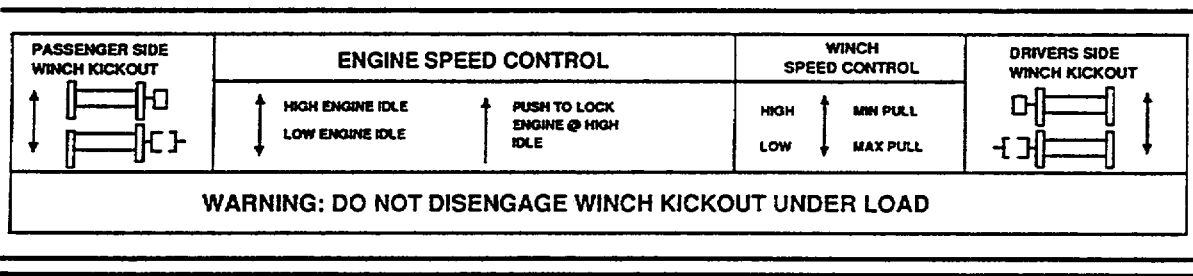 PASSENGER SIDE
WINCH KICKOUT
ENGINE SPEED CONTROL
HIGH ENGINE IDLE
LOW ENGINE IDLE
PUSH TO LOCK
ENGINE @ HIGH
IDLE
WINCH
SPEED CONTROL
HIGH
MIN PULL
LOW
MAX PULL
DRIVERS SIDE
WINCH KICKOUT
WARNING: DO NOT DISENGAGE WINCH KICKOUT UNDER LOAD